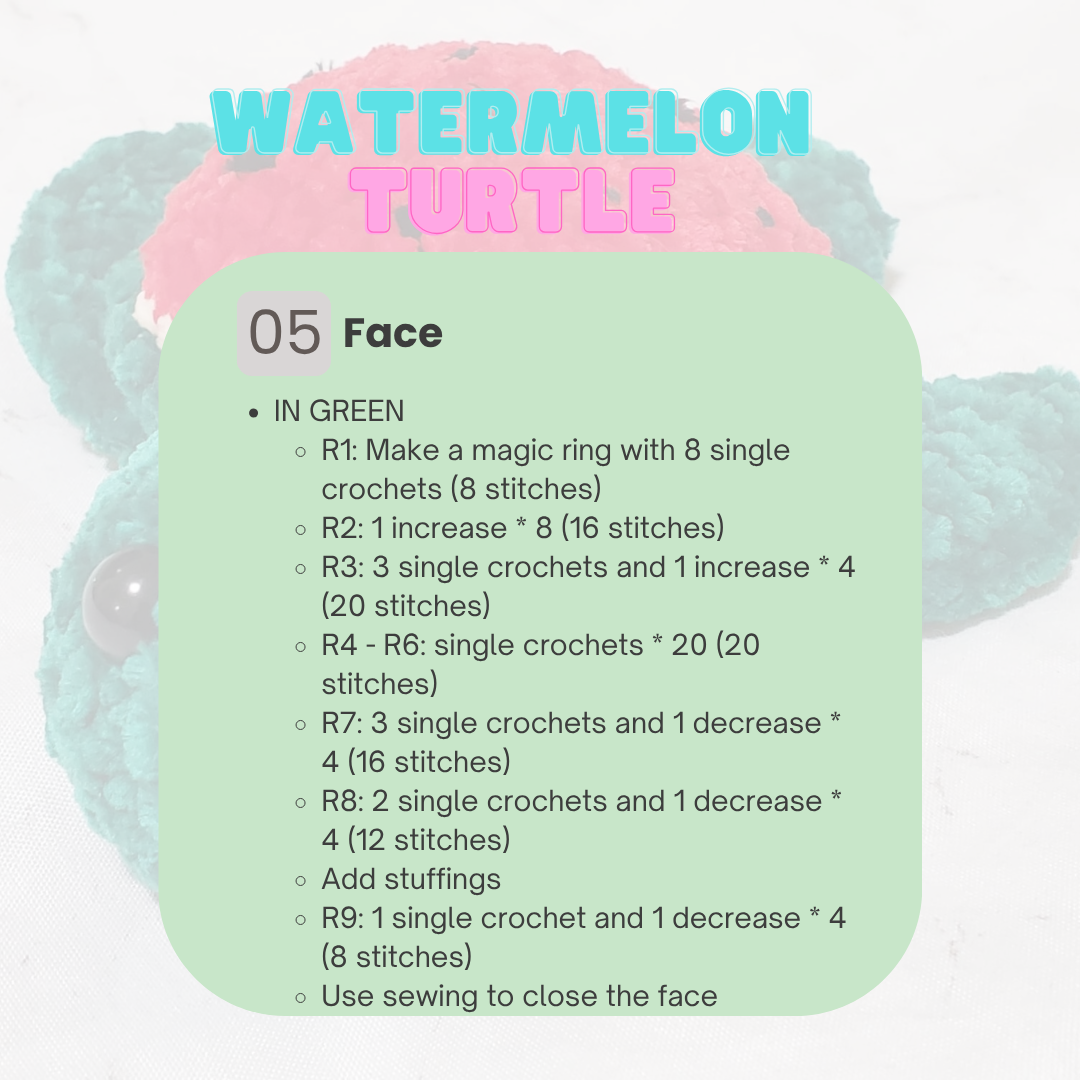 WATERMELON
TURTLE
05 Face
• IN GREEN
◦ R1: Make a magic ring with 8 single
crochets (8 stitches)
◦ R2: 1 increase * 8 (16 stitches)
◦ R3: 3 single crochets and 1 increase * 4
(20 stitches)
◦ R4 - R6: single crochets * 20 (20
stitches)
◦ R7: 3 single crochets and 1 decrease *
4 (16 stitches)
◦ R8: 2 single crochets and 1 decrease *
4 (12 stitches)
◦ Add stuffings
◦ R9: 1 single crochet and 1 decrease * 4
(8 stitches)
◦ Use sewing to close the face